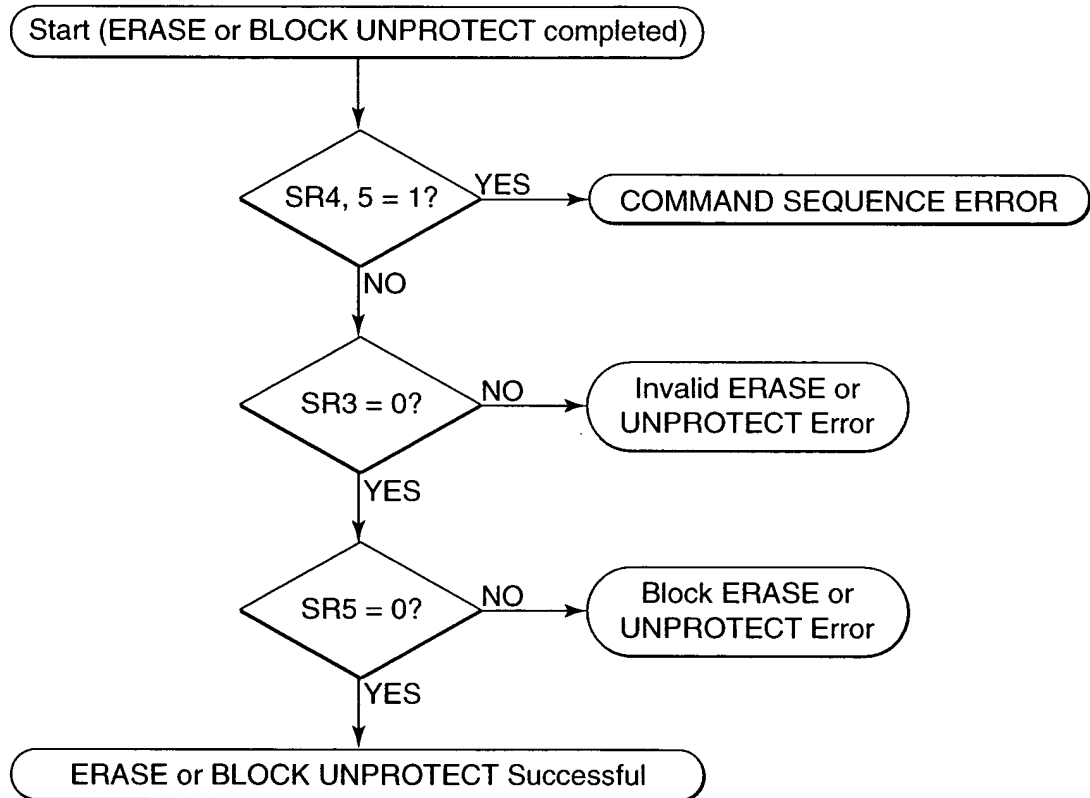 Start (ERASE or BLOCK UNPROTECT completed)
SR4, 5 = 1?
YES
COMMAND SEQUENCE ERROR
NO
SR3 = 0?
NO
Invalid ERASE or
UNPROTECT Error
YES
SR5 = 0?
NO
Block ERASE or
UNPROTECT Error
YES
ERASE or BLOCK UNPROTECT Successful